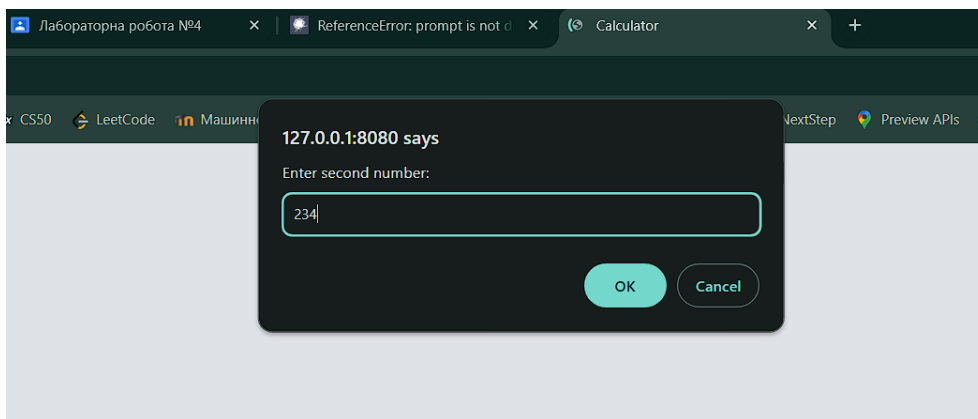 Лабораторна робота №4
ReferenceError: prompt is not d
Calculator
CS50 LeetCode Машинн NextStep Preview APIs
127.0.0.1:8080 says
Enter second number:
234
OK Cancel